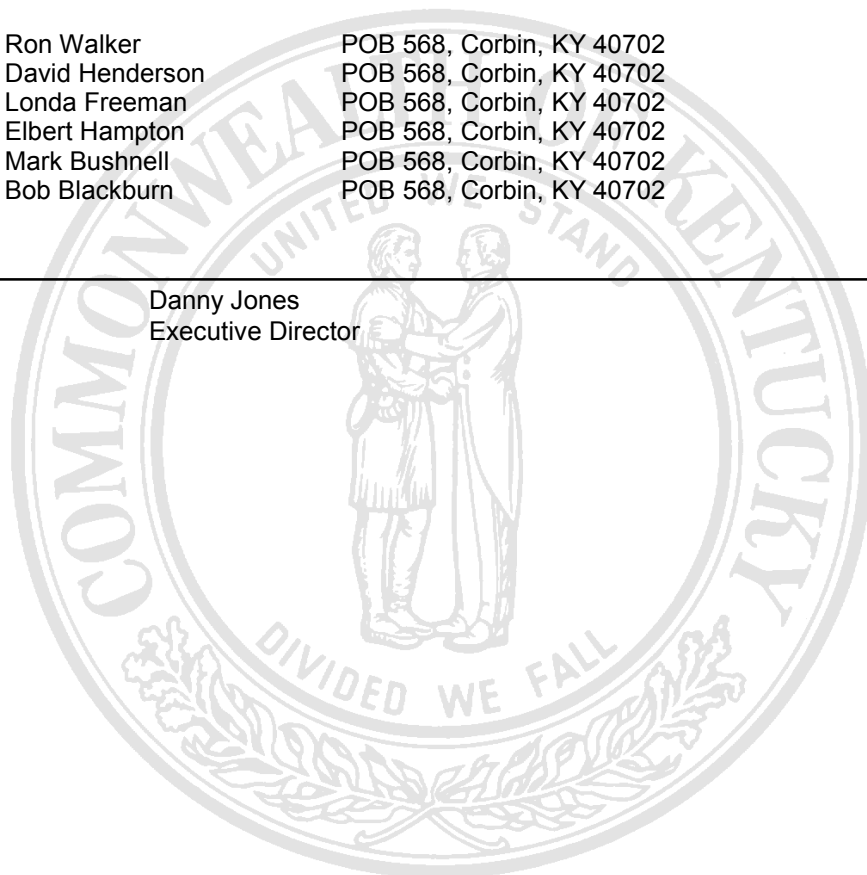 Ron Walker POB 568, Corbin, KY 40702
David Henderson POB 568, Corbin, KY 40702
Londa Freeman POB 568, Corbin, KY 40702
Elbert Hampton POB 568, Corbin, KY 40702
Mark Bushnell POB 568, Corbin, KY 40702
Bob Blackburn POB 568, Corbin, KY 40702
Danny Jones
Executive Director
COMMONWEALTH OF KENTUCKY
UNITED WE STAND
DIVIDED WE FALL